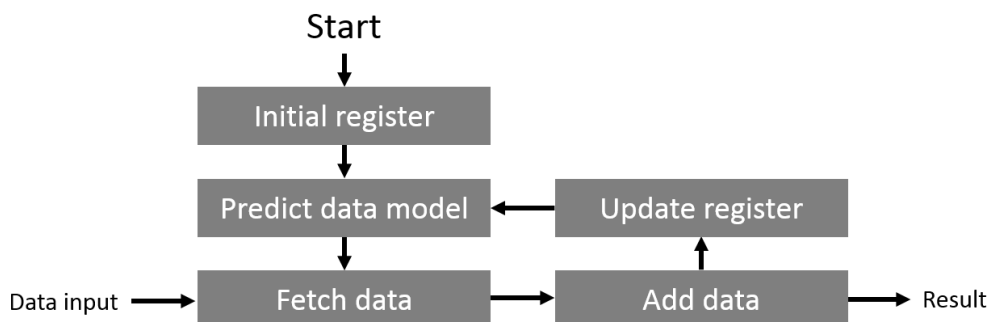 Start
Initial register
Predict data model
Update register
Data input
Fetch data
Add data
Result